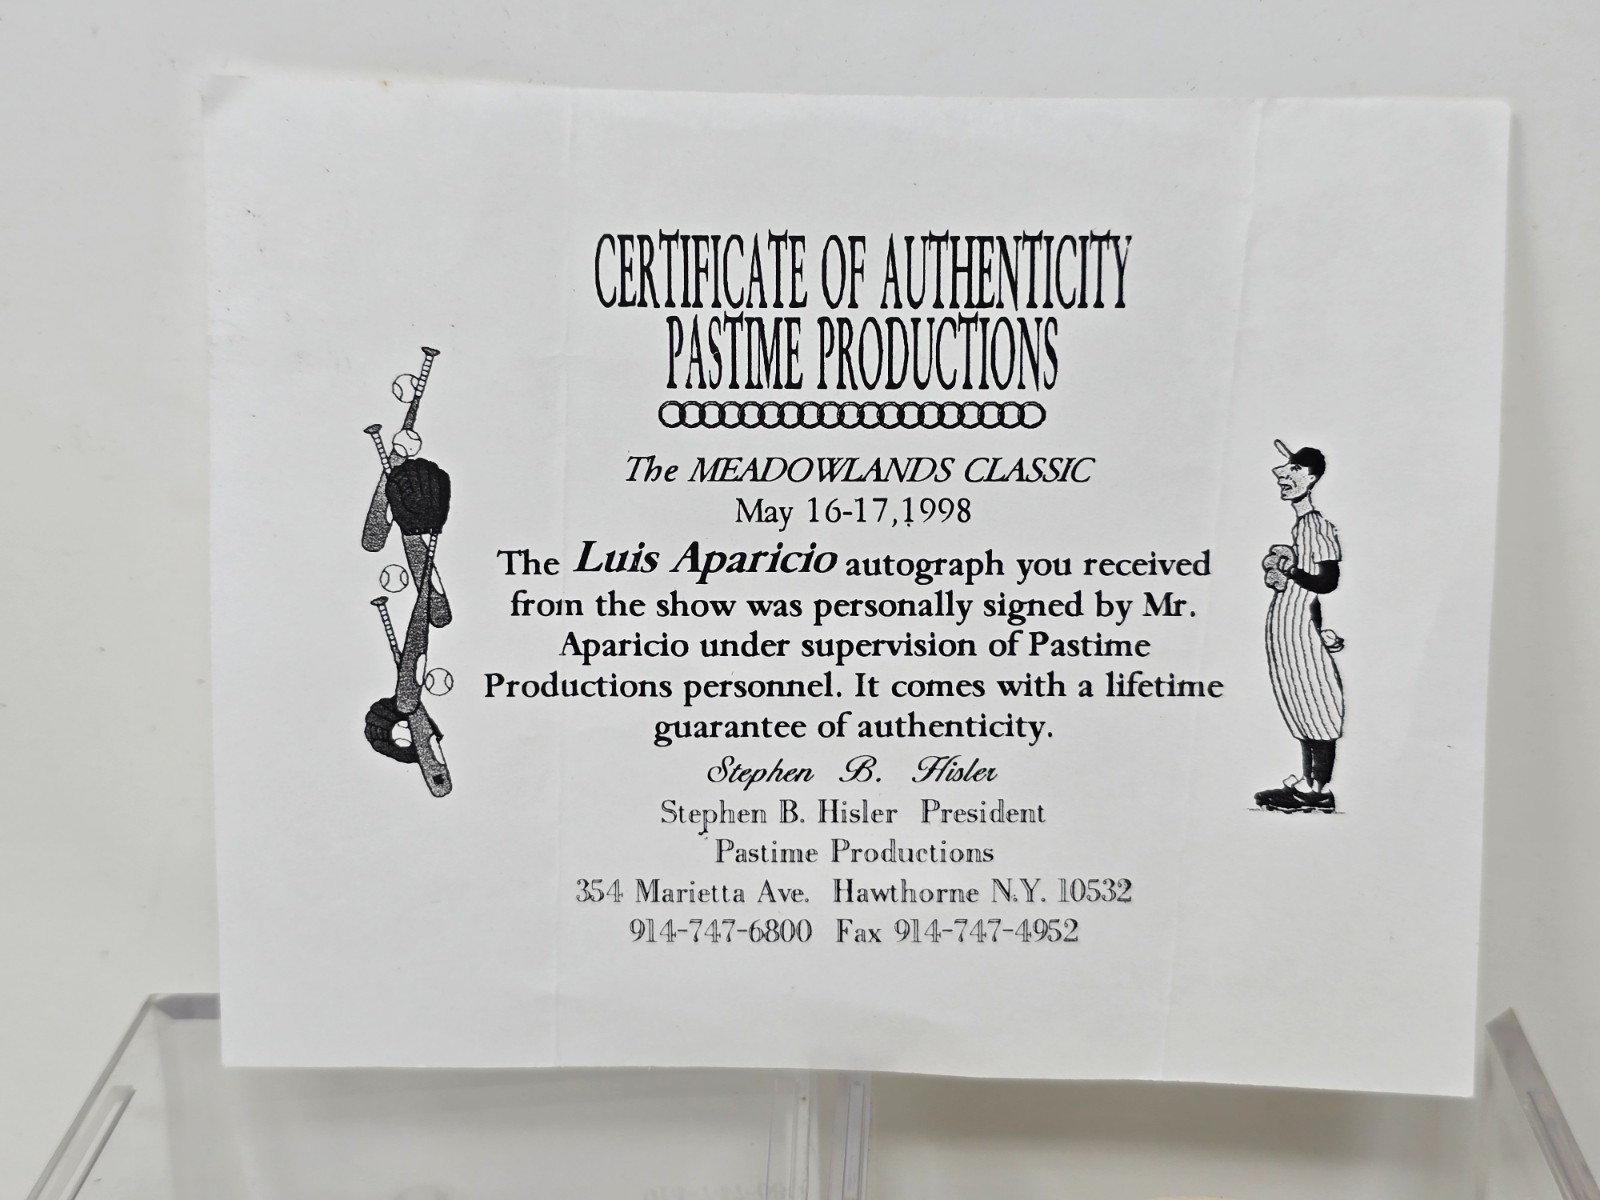 CERTIFICATE OF AUTHENTICITY
PASTIME PRODUCTIONS
The MEADOWLANDS CLASSIC
May 16-17,1998
The Luis Aparicio autograph you received
from the show was personally signed by Mr.
Aparicio under supervision of Pastime
Productions personnel. It comes with a lifetime
guarantee of authenticity.
Stephen B. Hisler
Stephen B. Hisler President
Pastime Productions
354 Marietta Ave. Hawthorne N.Y. 10532
914-747-6800 Fax 914-747-4952